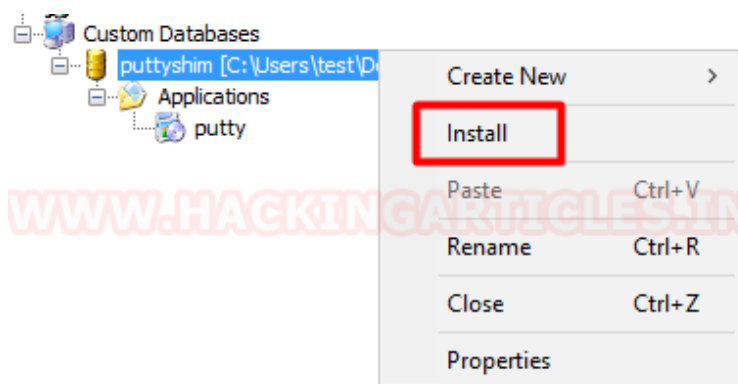 Custom Databases
puttyshim [C:\Users\test\De
Applications
putty
Create New >
Install
Paste Ctrl+V
Rename Ctrl+R
Close Ctrl+Z
Properties
WWW.HACKINGARTICLES.IN